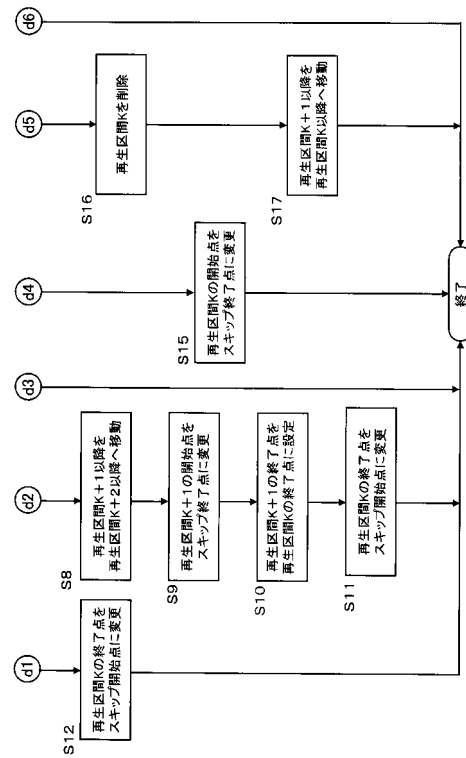 d1
S12
再生区間Kの終了点を
スキップ開始点に変更
d2
S8
再生区間K+1以降を
再生区間K+2以降へ移動
S9
再生区間K+1の開始点を
スキップ終了点に変更
S10
再生区間K+1の終了点を
再生区間Kの終了点に設定
S11
再生区間Kの終了点を
スキップ開始点に変更
d3
d4
S15
再生区間Kの開始点を
スキップ終了点に変更
d5
S16
再生区間Kを削除
S17
再生区間K+1以降を
再生区間K以降へ移動
d6
終了